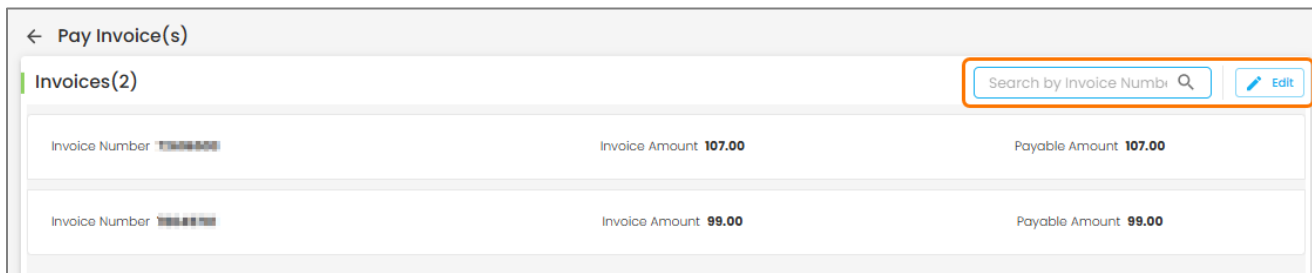 Pay Invoice(s)
Invoices(2)
Search by Invoice Numb
Edit
Invoice Number Invoice Amount 107.00 Payable Amount 107.00
Invoice Number Invoice Amount 99.00 Payable Amount 99.00